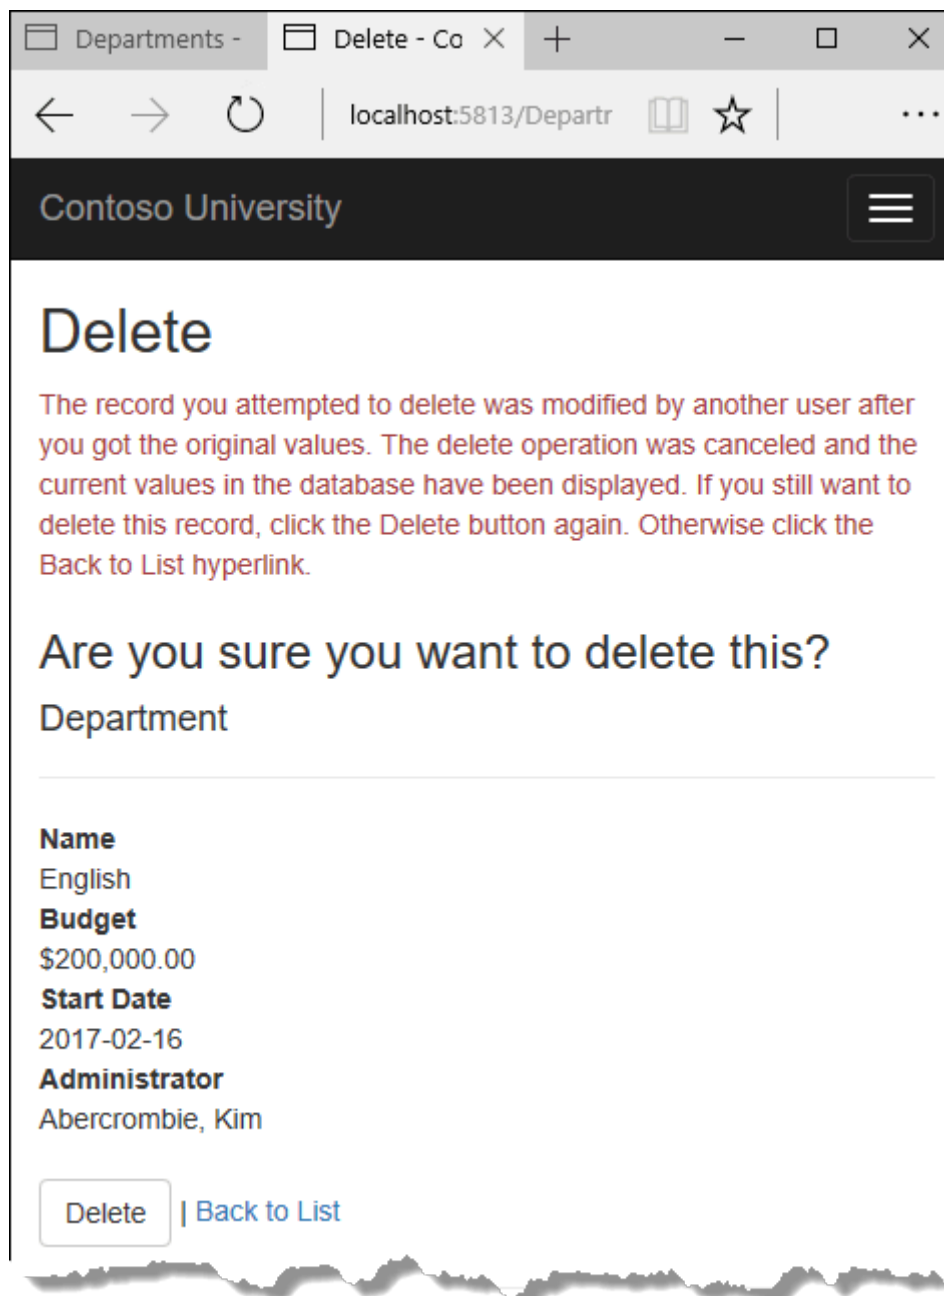 Departments -
Delete - Co
localhost:5813/Departr
Contoso University
Delete
The record you attempted to delete was modified by another user after
you got the original values. The delete operation was canceled and the
current values in the database have been displayed. If you still want to
delete this record, click the Delete button again. Otherwise click the
Back to List hyperlink.
Are you sure you want to delete this?
Department
Name
English
Budget
$200,000.00
Start Date
2017-02-16
Administrator
Abercrombie, Kim
Delete | Back to List